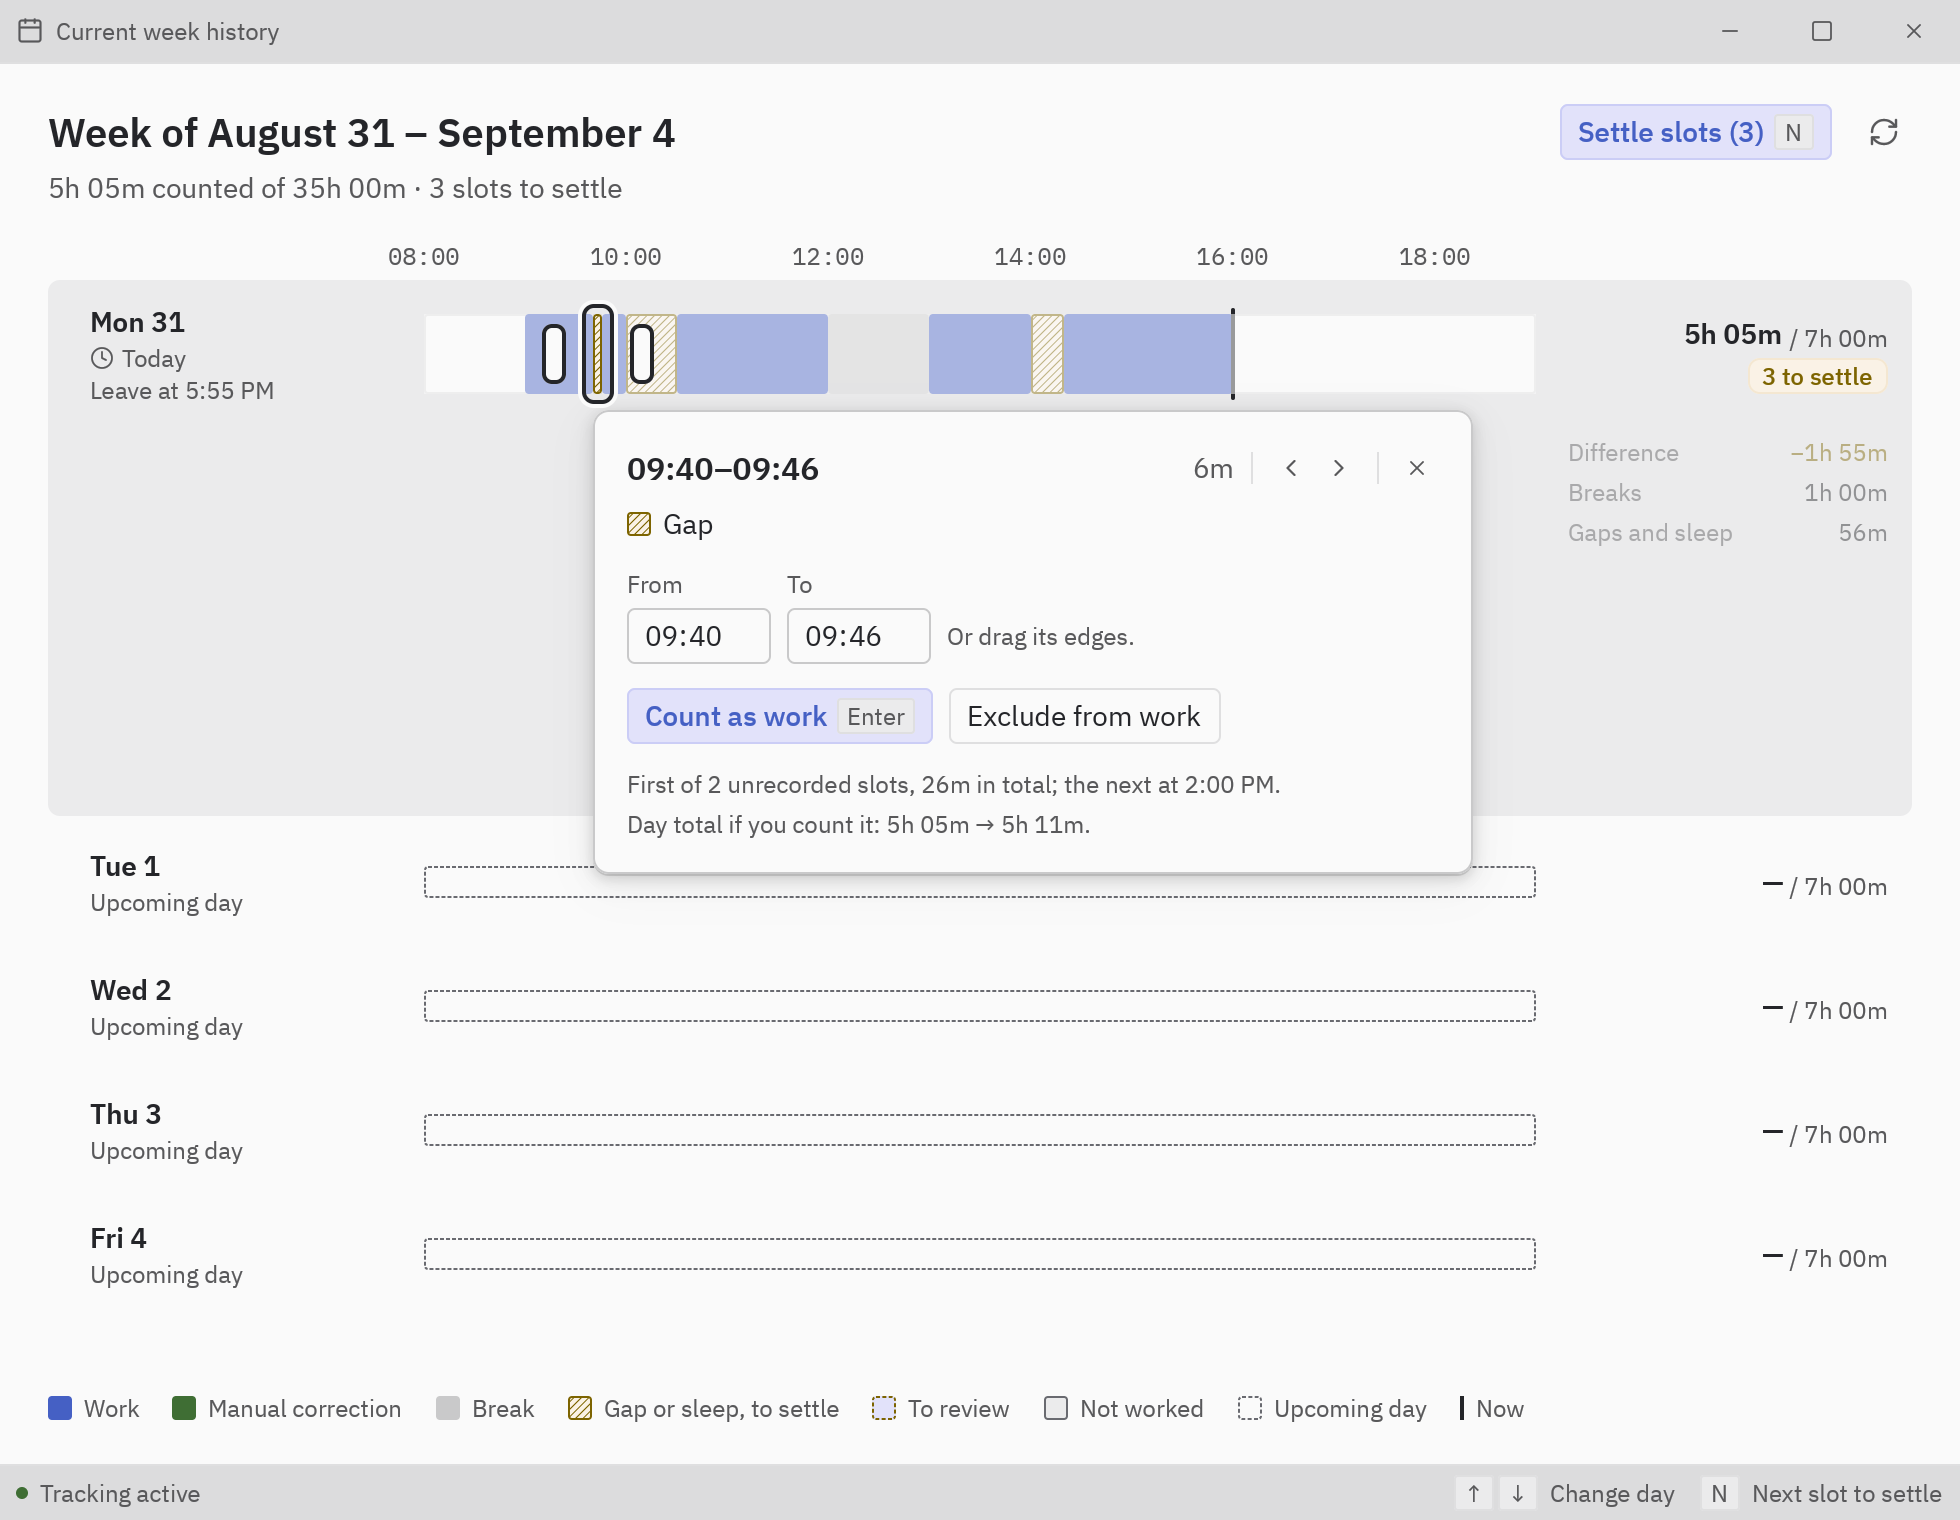 Current week history
Week of August 31 – September 4
Settle slots (3) N
5h 05m counted of 35h 00m · 3 slots to settle
08:00 10:00 12:00 14:00 16:00 18:00
Mon 31
Today
Leave at 5:55 PM
5h 05m / 7h 00m
3 to settle
Difference −1h 55m
Breaks 1h 00m
Gaps and sleep 56m
09:40–09:46 6m
Gap
From To
09:40 09:46 Or drag its edges.
Count as work Enter Exclude from work
First of 2 unrecorded slots, 26m in total; the next at 2:00 PM.
Day total if you count it: 5h 05m → 5h 11m.
Tue 1
Upcoming day
— / 7h 00m
Wed 2
Upcoming day
— / 7h 00m
Thu 3
Upcoming day
— / 7h 00m
Fri 4
Upcoming day
— / 7h 00m
Work Manual correction Break Gap or sleep, to settle To review Not worked Upcoming day Now
Tracking active ↑ ↓ Change day N Next slot to settle